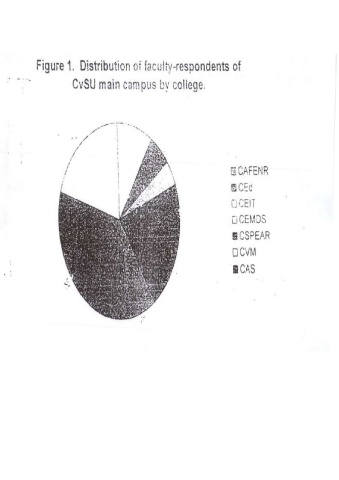 Figure 1. Distribution of faculty-respondents of
CvSU main campus by college.
CAFENR
CEd
CEIT
CEMDS
CSPEAR
CVM
CAS